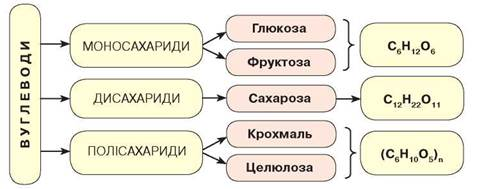 ВУГЛЕВОДИ
МОНОСАХАРИДИ
Глюкоза
Фруктоза
C₆H₁₂O₆
ДИСАХАРИДИ
Сахароза
C₁₂H₂₂O₁₁
ПОЛІСАХАРИДИ
Крохмаль
Целюлоза
(C₆H₁₀O₅)ₙ